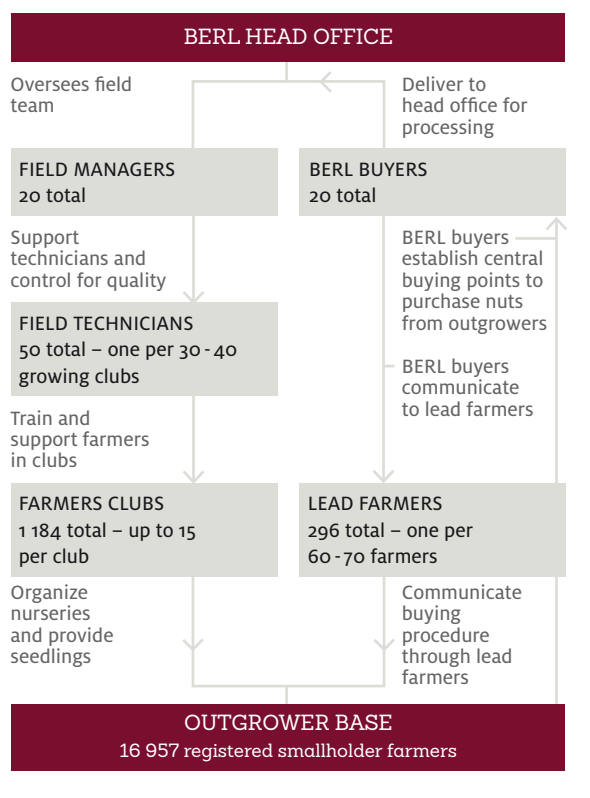 BERL HEAD OFFICE
Oversees field
team
Deliver to
head office for
processing
FIELD MANAGERS
20 total
BERL BUYERS
20 total
Support
technicians and
control for quality
BERL buyers
establish central
buying points to
purchase nuts
from outgrowers
FIELD TECHNICIANS
50 total – one per 30 - 40
growing clubs
BERL buyers
communicate
to lead farmers
Train and
support farmers
in clubs
FARMERS CLUBS
1 184 total – up to 15
per club
LEAD FARMERS
296 total – one per
60 - 70 farmers
Organize
nurseries
and provide
seedlings
Communicate
buying
procedure
through lead
farmers
OUTGROWER BASE
16 957 registered smallholder farmers